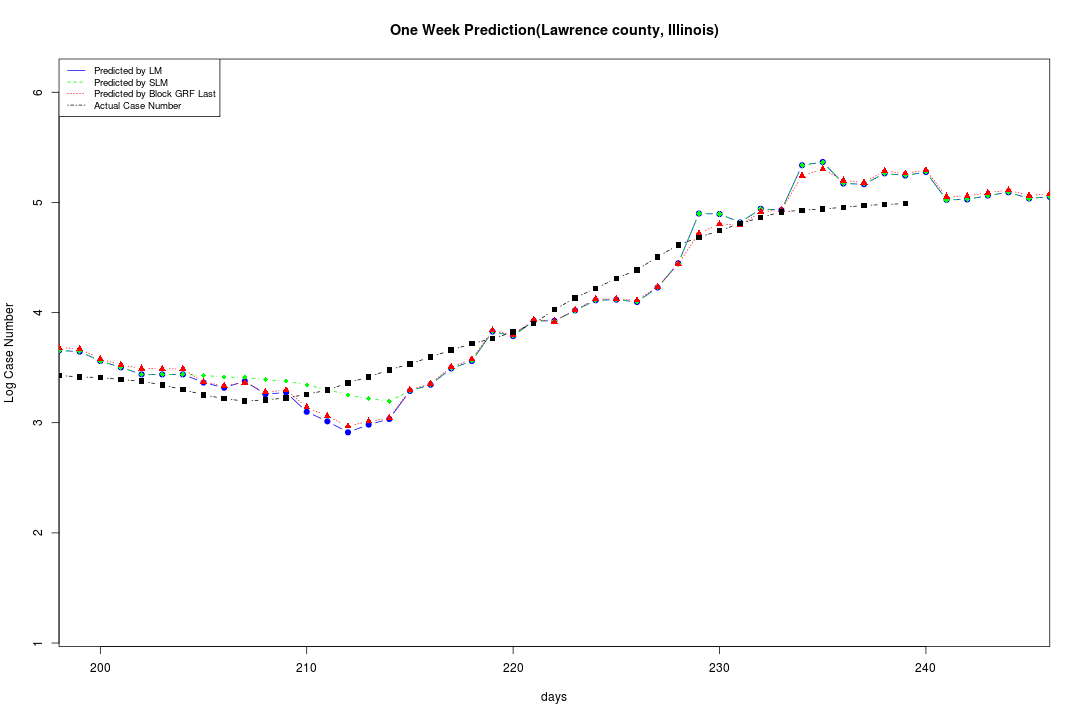 One Week Prediction(Lawrence county, Illinois)
Predicted by LM
Predicted by SLM
Predicted by Block GRF Last
Actual Case Number
6
5
4
3
2
1
Log Case Number
200 210 220 230 240
days